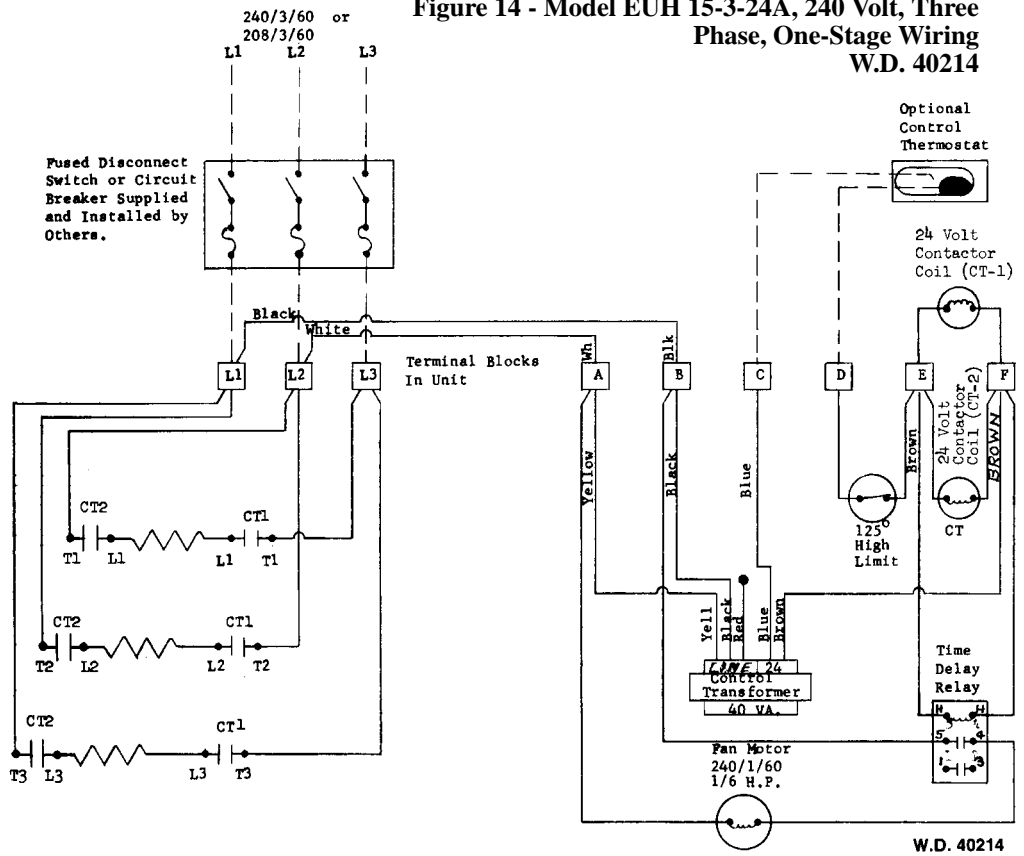 240/3/60 or
208/3/60
L1 L2 L3
Figure 14 - Model EUH 15-3-24A, 240 Volt, Three
Phase, One-Stage Wiring
W.D. 40214
Optional
Control
Thermostat
Fused Disconnect
Switch or Circuit
Breaker Supplied
and Installed by
Others.
24 Volt
Contactor
Coil (CT-1)
Black
White
Wh
Blk
L1 L2 L3
Terminal Blocks
In Unit
A B C D E F
24 Volt
Contactor
Coil (CT-2)
Yellow
Black
Blue
Brown
BROWN
CT2
CT1
T1 L1
L1 T1
125°
High
Limit
CT
CT2
CT1
T2 L2
L2 T2
Yell
Black
Red
Blue
Brown
LINE 24
Control
Transformer
40 VA.
Time
Delay
Relay
H H
5 4
1 3
CT2
CT1
T3 L3
L3 T3
Fan Motor
240/1/60
1/6 H.P.
W.D. 40214